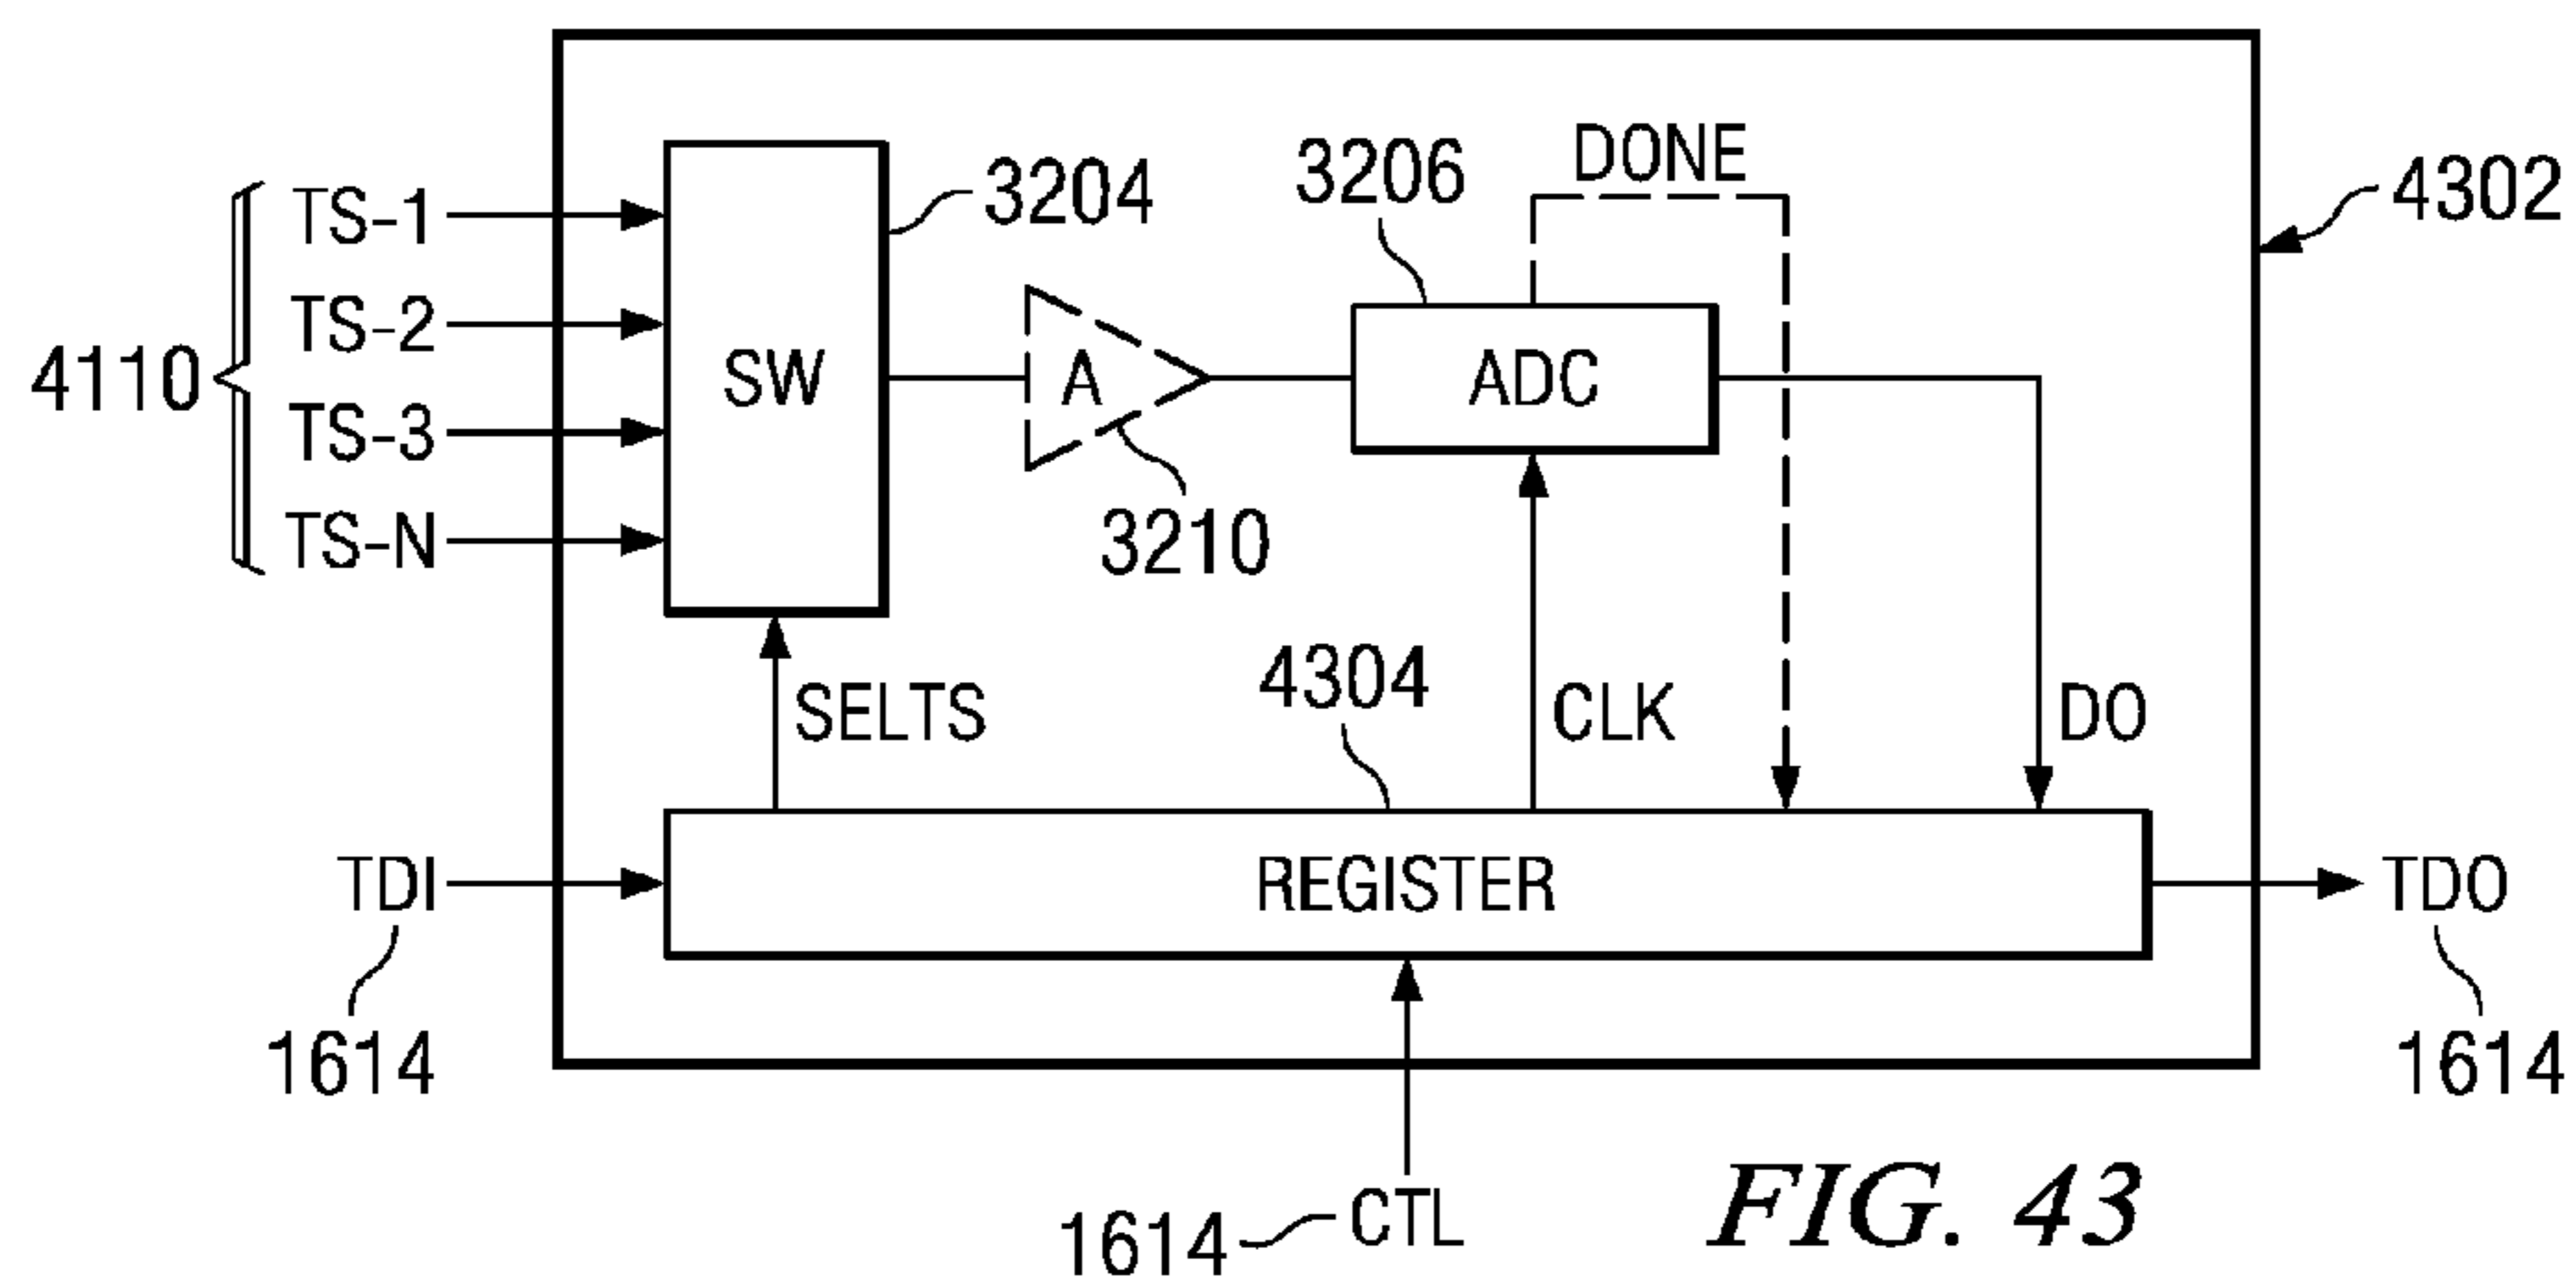 DONE
3206
3204
4302
TS-1
TS-2
TS-3
TS-N
4110
SW
A
ADC
3210
4304
SELTS
CLK
DO
TDI
REGISTER
TDO
1614
1614
1614
CTL
FIG. 43